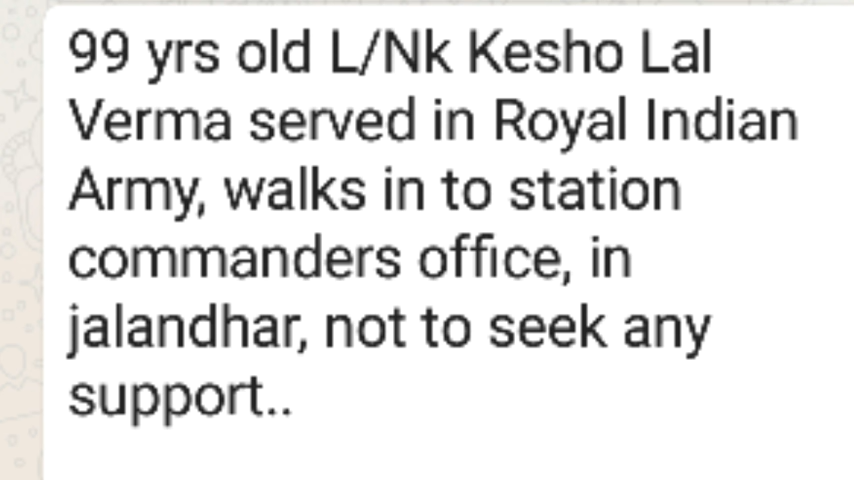 99 yrs old L/Nk Kesho Lal
Verma served in Royal Indian
Army, walks in to station
commanders office, in
jalandhar, not to seek any
support..